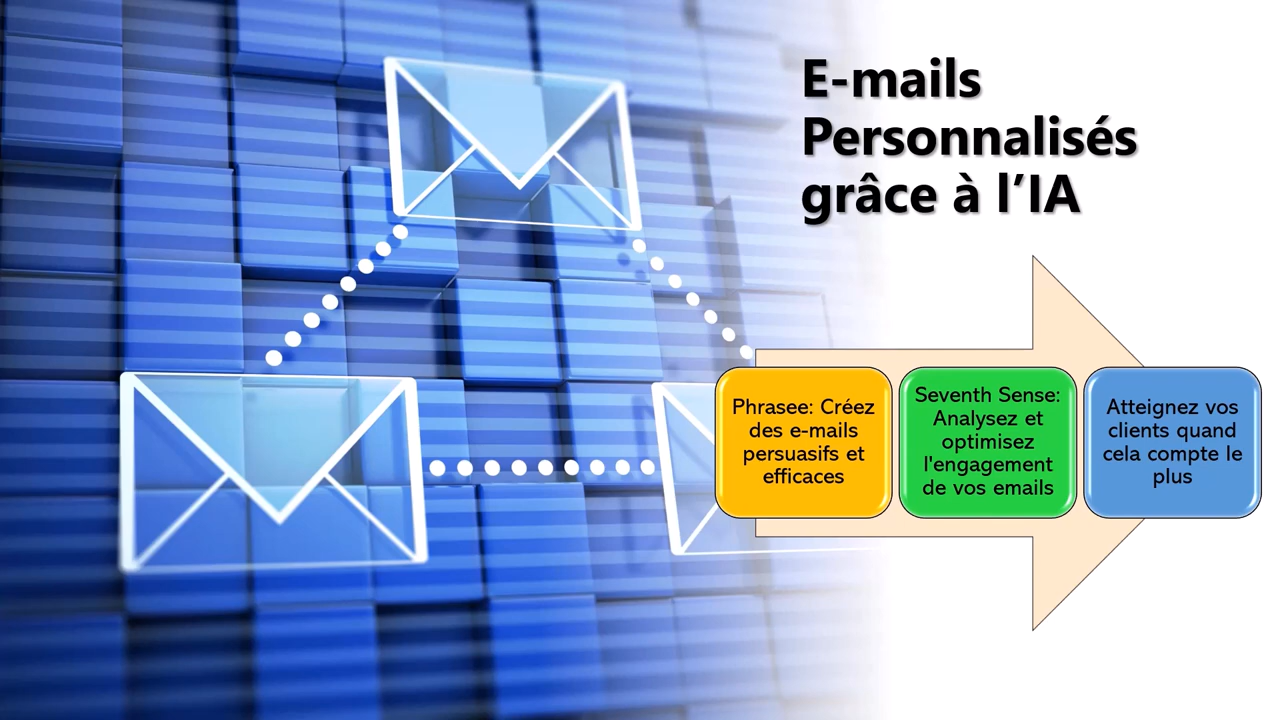 E-mails
Personnalisés
grâce à l’IA
Phrasee: Créez
des e-mails
persuasifs et
efficaces
Seventh Sense:
Analysez et
optimisez
l'engagement
de vos emails
Atteignez vos
clients quand
cela compte le
plus